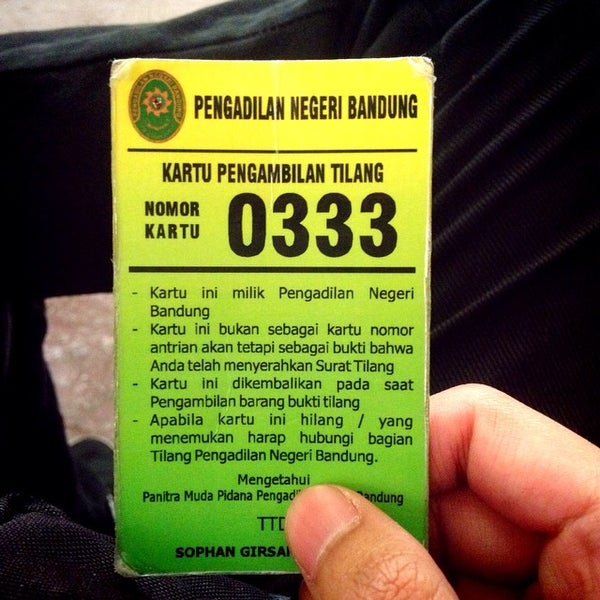 PENGADILAN NEGERI BANDUNG
KARTU PENGAMBILAN TILANG
NOMOR
KARTU
0333
- Kartu ini milik Pengadilan Negeri
Bandung
- Kartu ini bukan sebagai kartu nomor
antrian akan tetapi sebagai bukti bahwa
Anda telah menyerahkan Surat Tilang
- Kartu ini dikembalikan pada saat
Pengambilan barang bukti tilang
- Apabila kartu ini hilang / yang
menemukan harap hubungi bagian
Tilang Pengadilan Negeri Bandung.
Mengetahui
Panitra Muda Pidana Bandung
SOPHAN